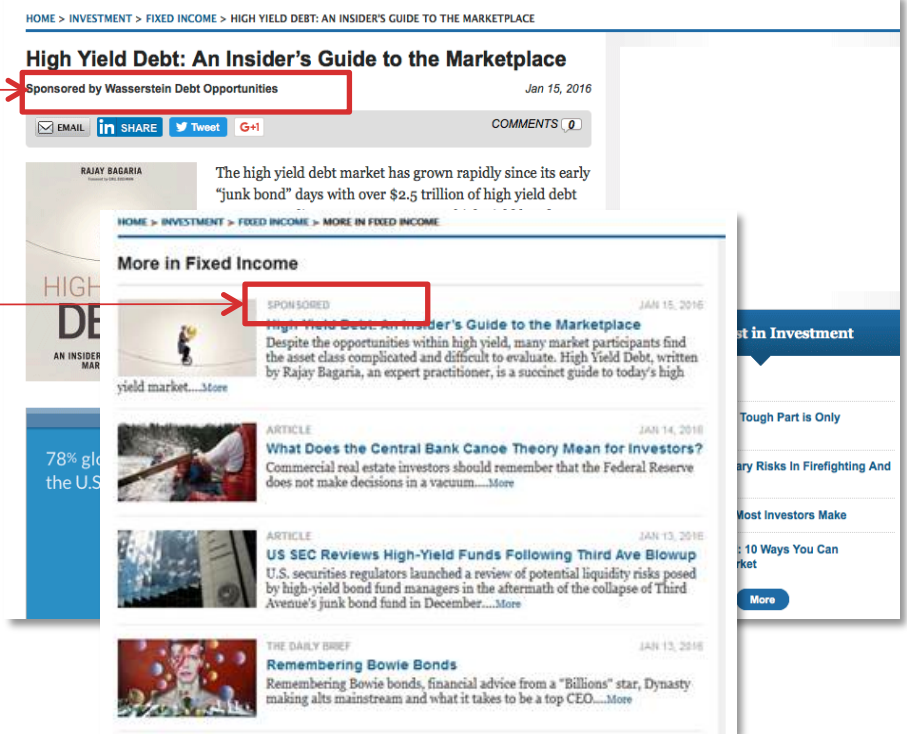 HOME > INVESTMENT > FIXED INCOME > HIGH YIELD DEBT: AN INSIDER'S GUIDE TO THE MARKETPLACE
High Yield Debt: An Insider's Guide to the Marketplace
Sponsored by Wasserstein Debt Opportunities
Jan 15, 2016
EMAIL
in SHARE
Tweet
G+1
COMMENTS 0
RAJAY BAGARIA
The high yield debt market has grown rapidly since its early
"junk bond" days with over $2.5 trillion of high yield debt
HIGH
DE
AN INSIDER
MAR
78% glo
the U.S
HOME > INVESTMENT > FIXED INCOME > MORE IN FIXED INCOME
More in Fixed Income
SPONSORED
JAN 15, 2016
High Yield Debt: An Insider's Guide to the Marketplace
Despite the opportunities within high yield, many market participants find
the asset class complicated and difficult to evaluate. High Yield Debt, written
by Rajay Bagaria, an expert practitioner, is a succinct guide to today's high
yield market....More
ARTICLE
JAN 14, 2016
What Does the Central Bank Canoe Theory Mean for Investors?
Commercial real estate investors should remember that the Federal Reserve
does not make decisions in a vacuum....More
ARTICLE
JAN 13, 2016
US SEC Reviews High-Yield Funds Following Third Ave Blowup
U.S. securities regulators launched a review of potential liquidity risks posed
by high-yield bond fund managers in the aftermath of the collapse of Third
Avenue's junk bond fund in December....More
THE DAILY BRIEF
JAN 13, 2016
Remembering Bowie Bonds
Remembering Bowie bonds, financial advice from a "Billions" star, Dynasty
making alts mainstream and what it takes to be a top CEO....More
st in Investment
Tough Part is Only
ary Risks In Firefighting And
Most Investors Make
: 10 Ways You Can
rket
More